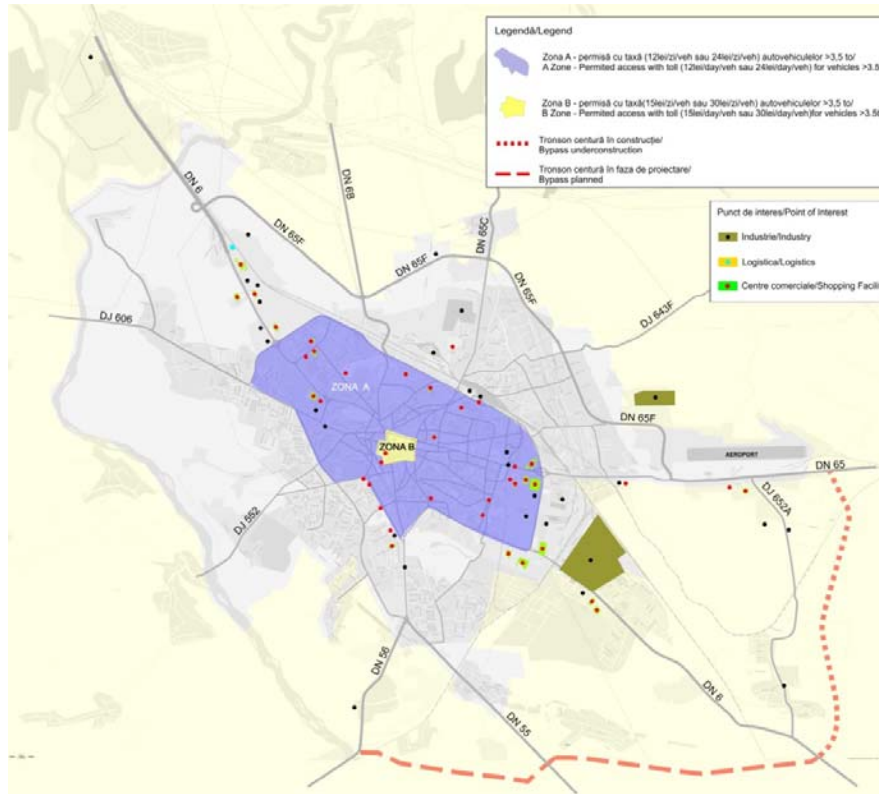 Legendă/Legend
Zona A - permisă cu taxă (12lei/zi/veh sau 24lei/zi/veh) autovehiculelor >3,5 to/
A Zone - Permited access with toll (12lei/day/veh sau 24lei/day/veh) for vehicles >3.5t
Zona B - permisă cu taxă(15lei/zi/veh sau 30lei/zi/veh) autovehiculelor >3,5 to/
B Zone - Permited access with toll (15lei/day/veh sau 30lei/day/veh)for vehicles >3.5t
Tronson centură în construcție/
Bypass underconstruction
Tronson centură în faza de proiectare/
Bypass planned
Punct de interes/Point of Interest
Industrie/Industry
Logistica/Logistics
Centre comerciale/Shopping Facili
DN 6
DN 6B
DN 65F
DN 65C
DN 65F
DN 65F
DJ 643F
DJ 606
ZONA A
ZONA B
DN 65F
AEROPORT
DN 65
DJ 652A
DJ 552
DN 56
DN 55
DN 6